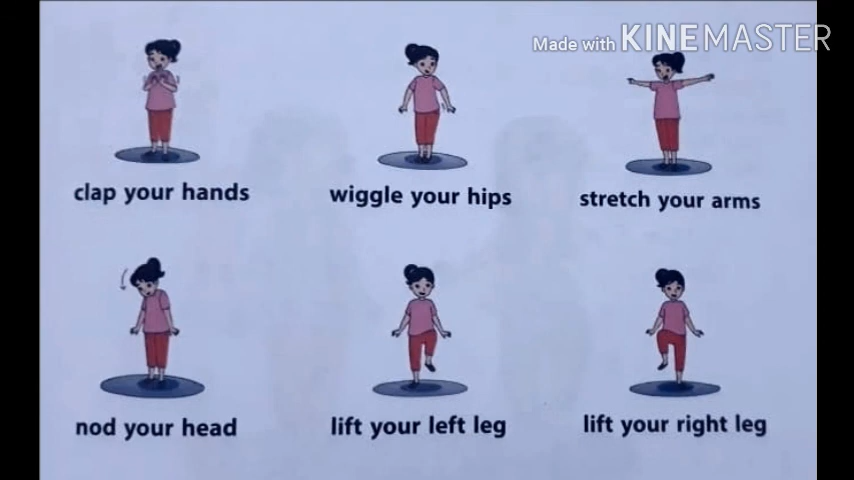 Made with KINEMASTER
clap your hands
wiggle your hips
stretch your arms
nod your head
lift your left leg
lift your right leg